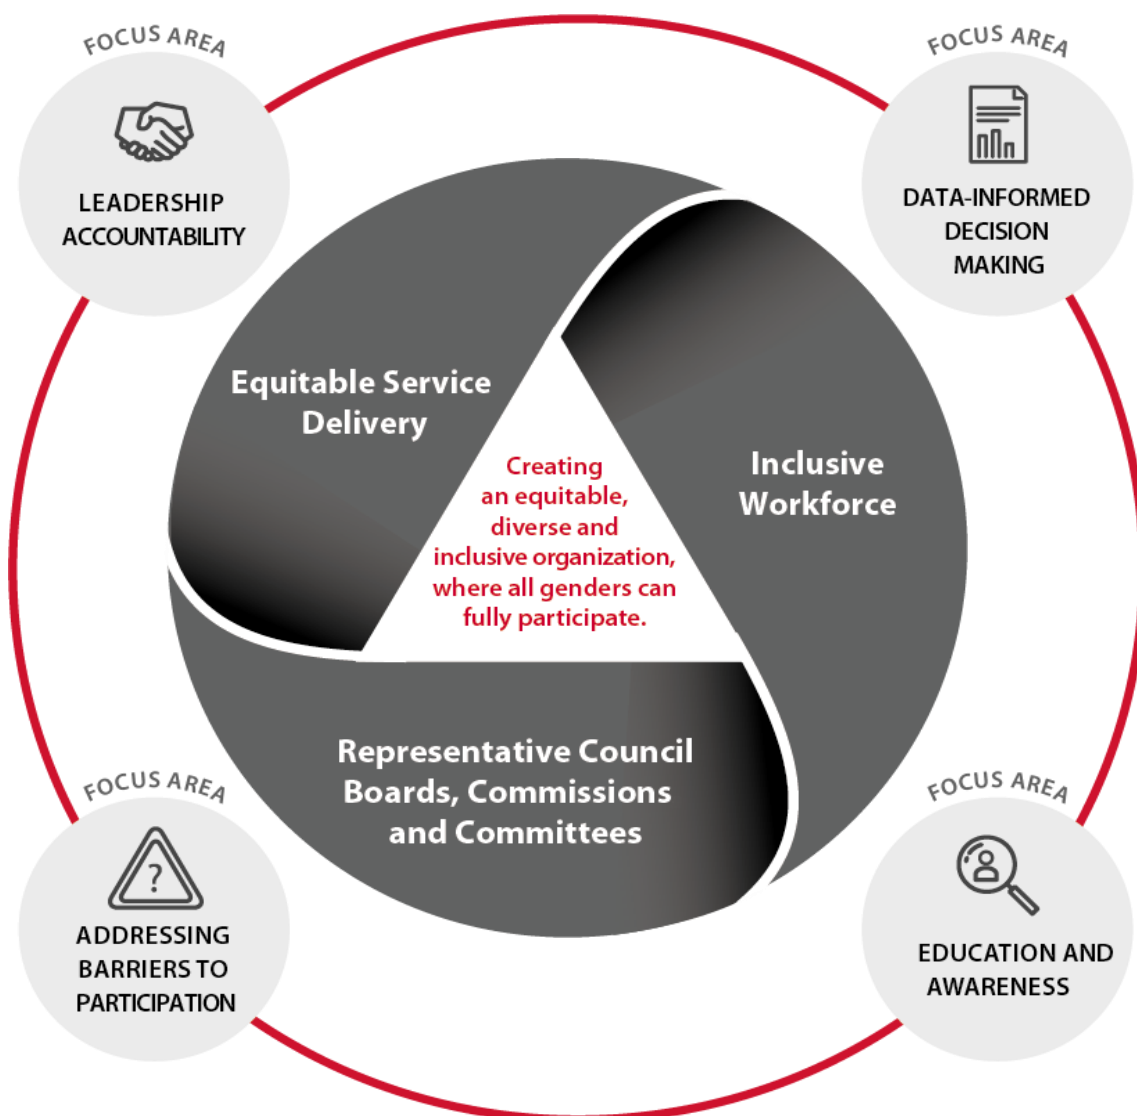 FOCUS AREA
LEADERSHIP
ACCOUNTABILITY
FOCUS AREA
DATA-INFORMED
DECISION
MAKING
Equitable Service
Delivery
Inclusive
Workforce
Creating
an equitable,
diverse and
inclusive organization,
where all genders can
fully participate.
Representative Council
Boards, Commissions
and Committees
FOCUS AREA
?
ADDRESSING
BARRIERS TO
PARTICIPATION
FOCUS AREA
EDUCATION AND
AWARENESS